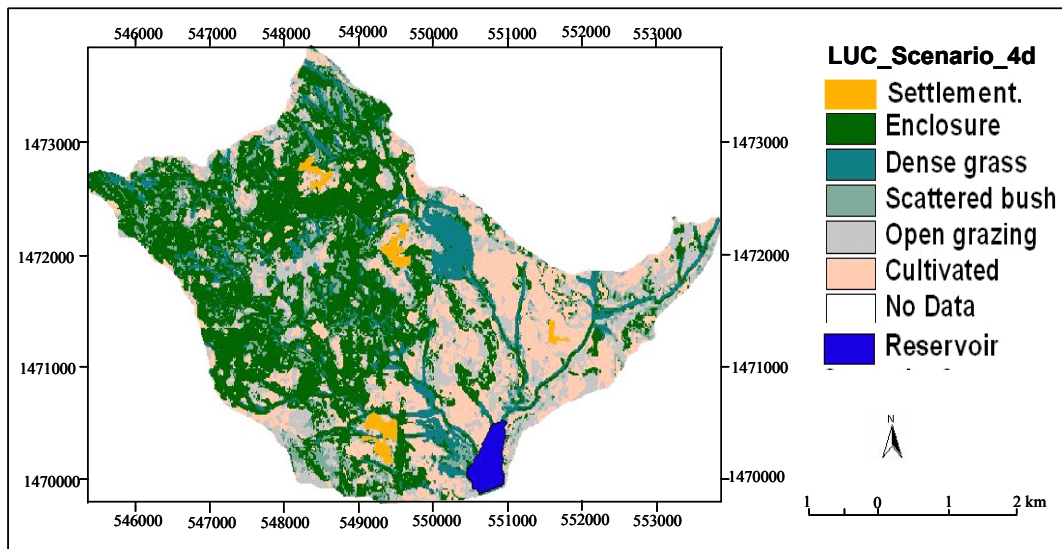 546000 547000 548000 549000 550000 551000 552000 553000
LUC_Scenario_4d
Settlement.
Enclosure
Dense grass
Scattered bush
Open grazing
Cultivated
No Data
Reservoir
1473000 1473000
1472000 1472000
1471000 1471000
1470000 1470000
546000 547000 548000 549000 550000 551000 552000 553000
N
1 0 1 2 km